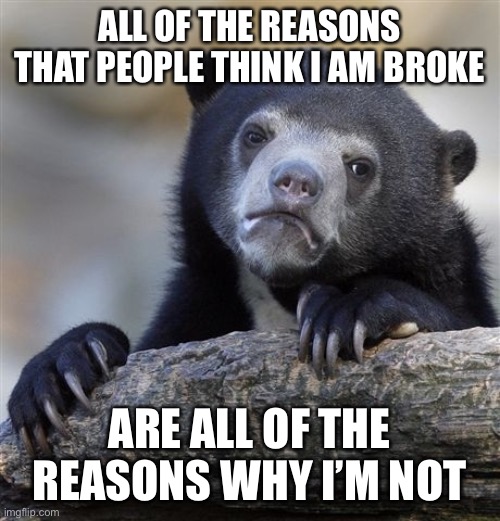 ALL OF THE REASONS
THAT PEOPLE THINK I AM BROKE
ARE ALL OF THE
REASONS WHY I’M NOT
imgflip.com